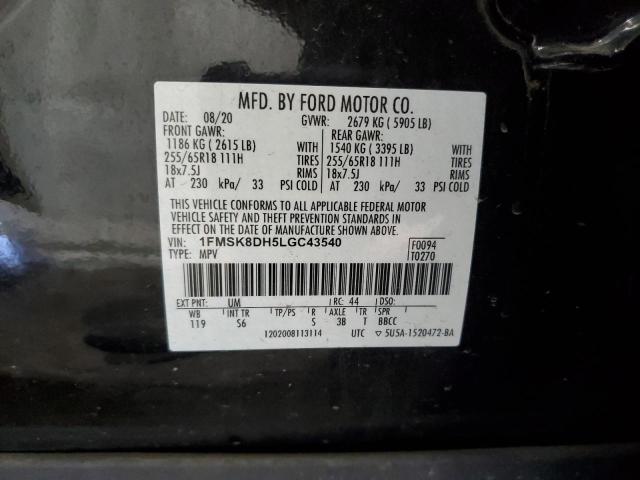 MFD. BY FORD MOTOR CO.
DATE: 08/20 GVWR: 2679 KG ( 5905 LB)
FRONT GAWR: REAR GAWR:
1186 KG ( 2615 LB) WITH 1540 KG ( 3395 LB) WITH
255/65R18 111H TIRES 255/65R18 111H TIRES
18x7.5J RIMS 18x7.5J RIMS
AT 230 kPa/ 33 PSI COLD AT 230 kPa/ 33 PSI COLD
THIS VEHICLE CONFORMS TO ALL APPLICABLE FEDERAL MOTOR
VEHICLE SAFETY AND THEFT PREVENTION STANDARDS IN
EFFECT ON THE DATE OF MANUFACTURE SHOWN ABOVE.
VIN: 1FMSK8DH5LGC43540 F0094
TYPE: MPV T0270
EXT PNT: UM RC: 44 DSO:
WB INT TR TP/PS R AXLE TR SPR
119 S6 S 3B T BBCC
1202008113114 UTC ▽ 5U5A-1520472-BA